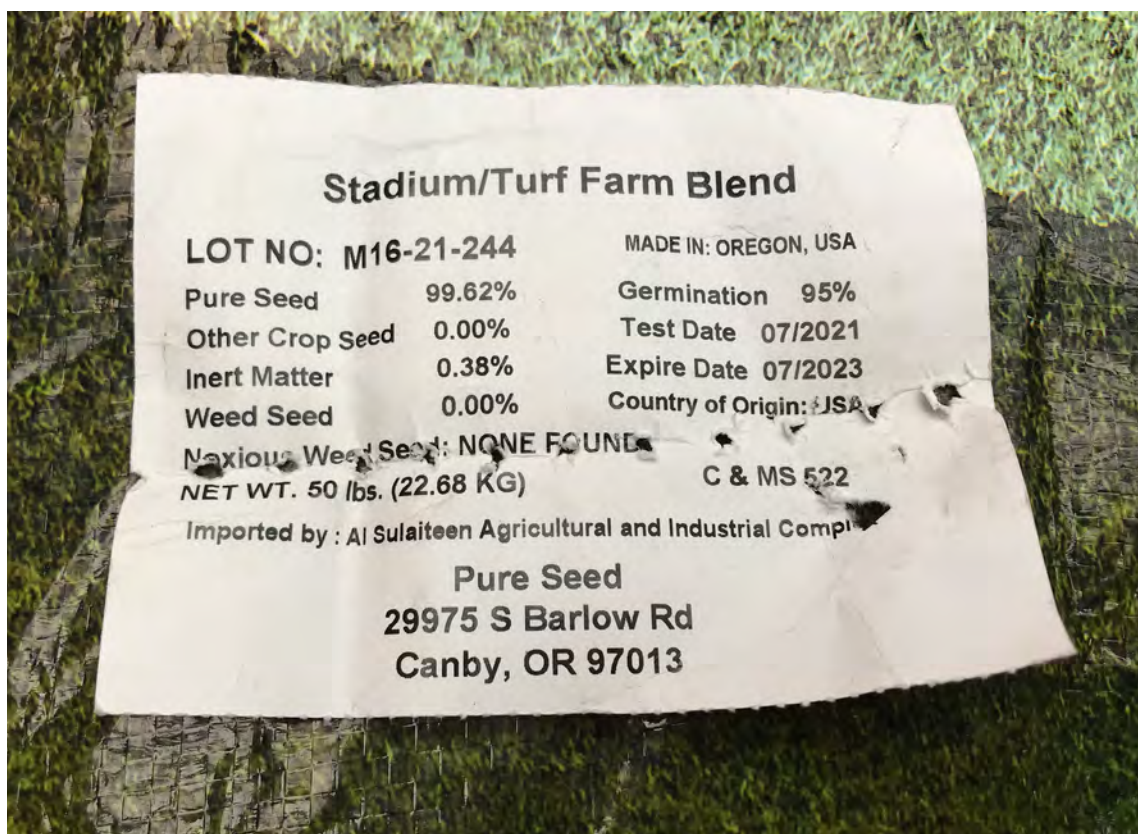 Stadium/Turf Farm Blend
LOT NO: M16-21-244 MADE IN: OREGON, USA
Pure Seed 99.62% Germination 95%
Other Crop Seed 0.00% Test Date 07/2021
Inert Matter 0.38% Expire Date 07/2023
Weed Seed 0.00% Country of Origin: USA
Noxious Weed Seed: NONE FOUND
NET WT. 50 lbs. (22.68 KG) C & MS 522
Imported by : Al Sulaiteen Agricultural and Industrial
Pure Seed
29975 S Barlow Rd
Canby, OR 97013